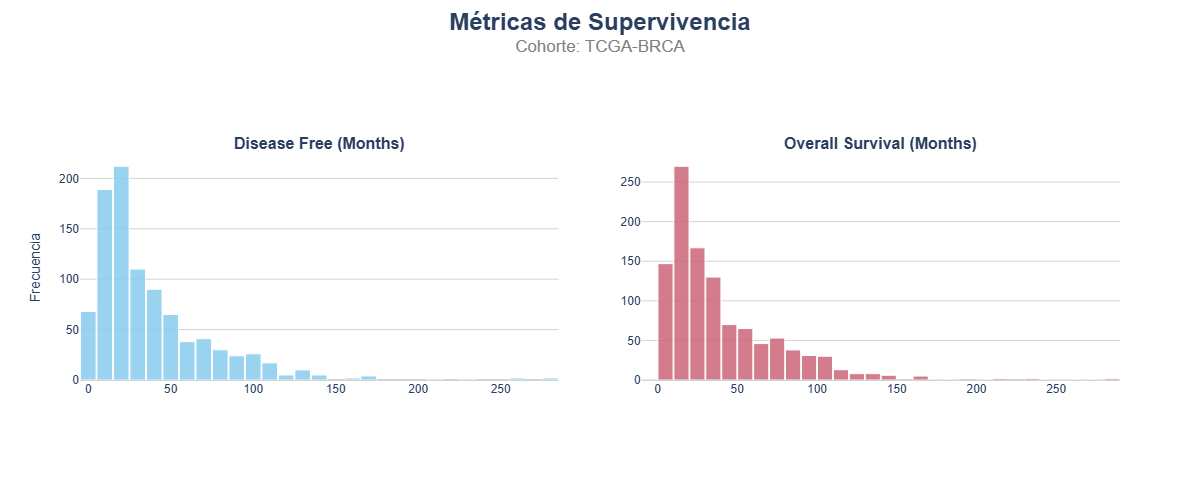 Métricas de Supervivencia
Cohorte: TCGA-BRCA
Disease Free (Months)
Overall Survival (Months)
Frecuencia
200
150
100
50
0
0 50 100 150 200 250
250
200
150
100
50
0
0 50 100 150 200 250